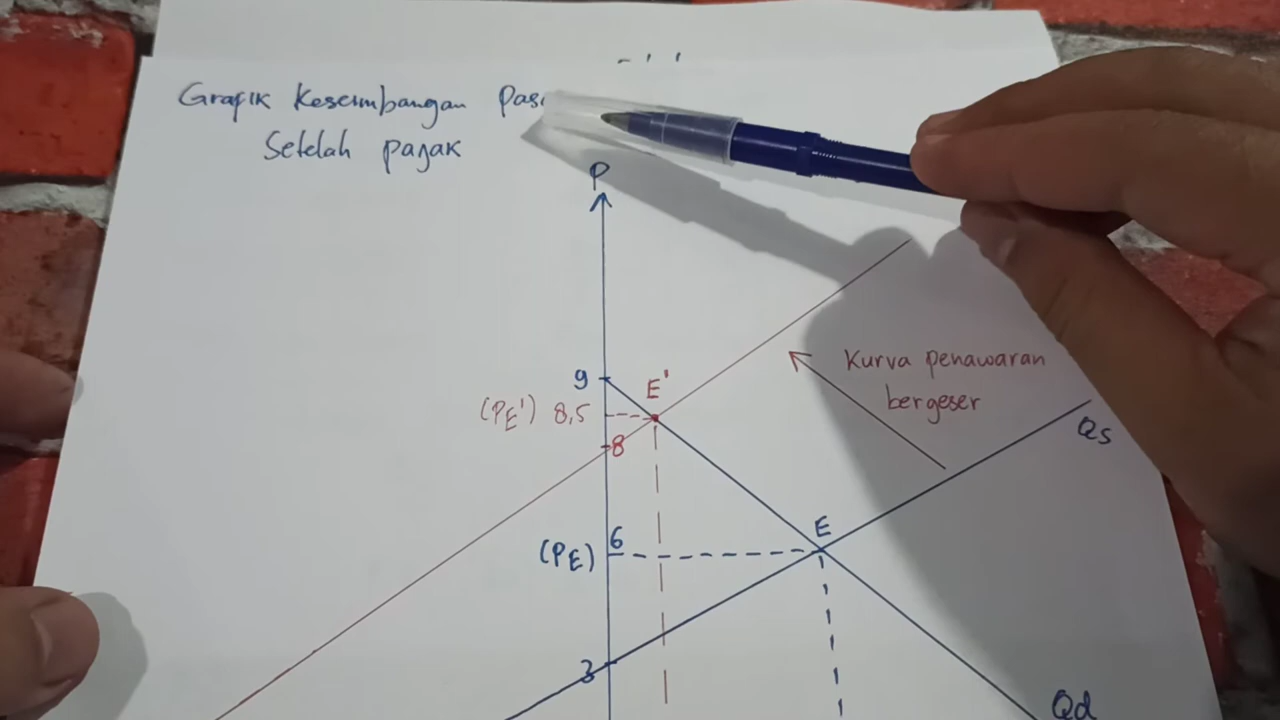 Grafik Keseimbangan
Setelah pajak
P
9
E'
(PE') 8,5
8
Kurva penawaran
bergeser
Qs
E
(PE) 6
3
Qd